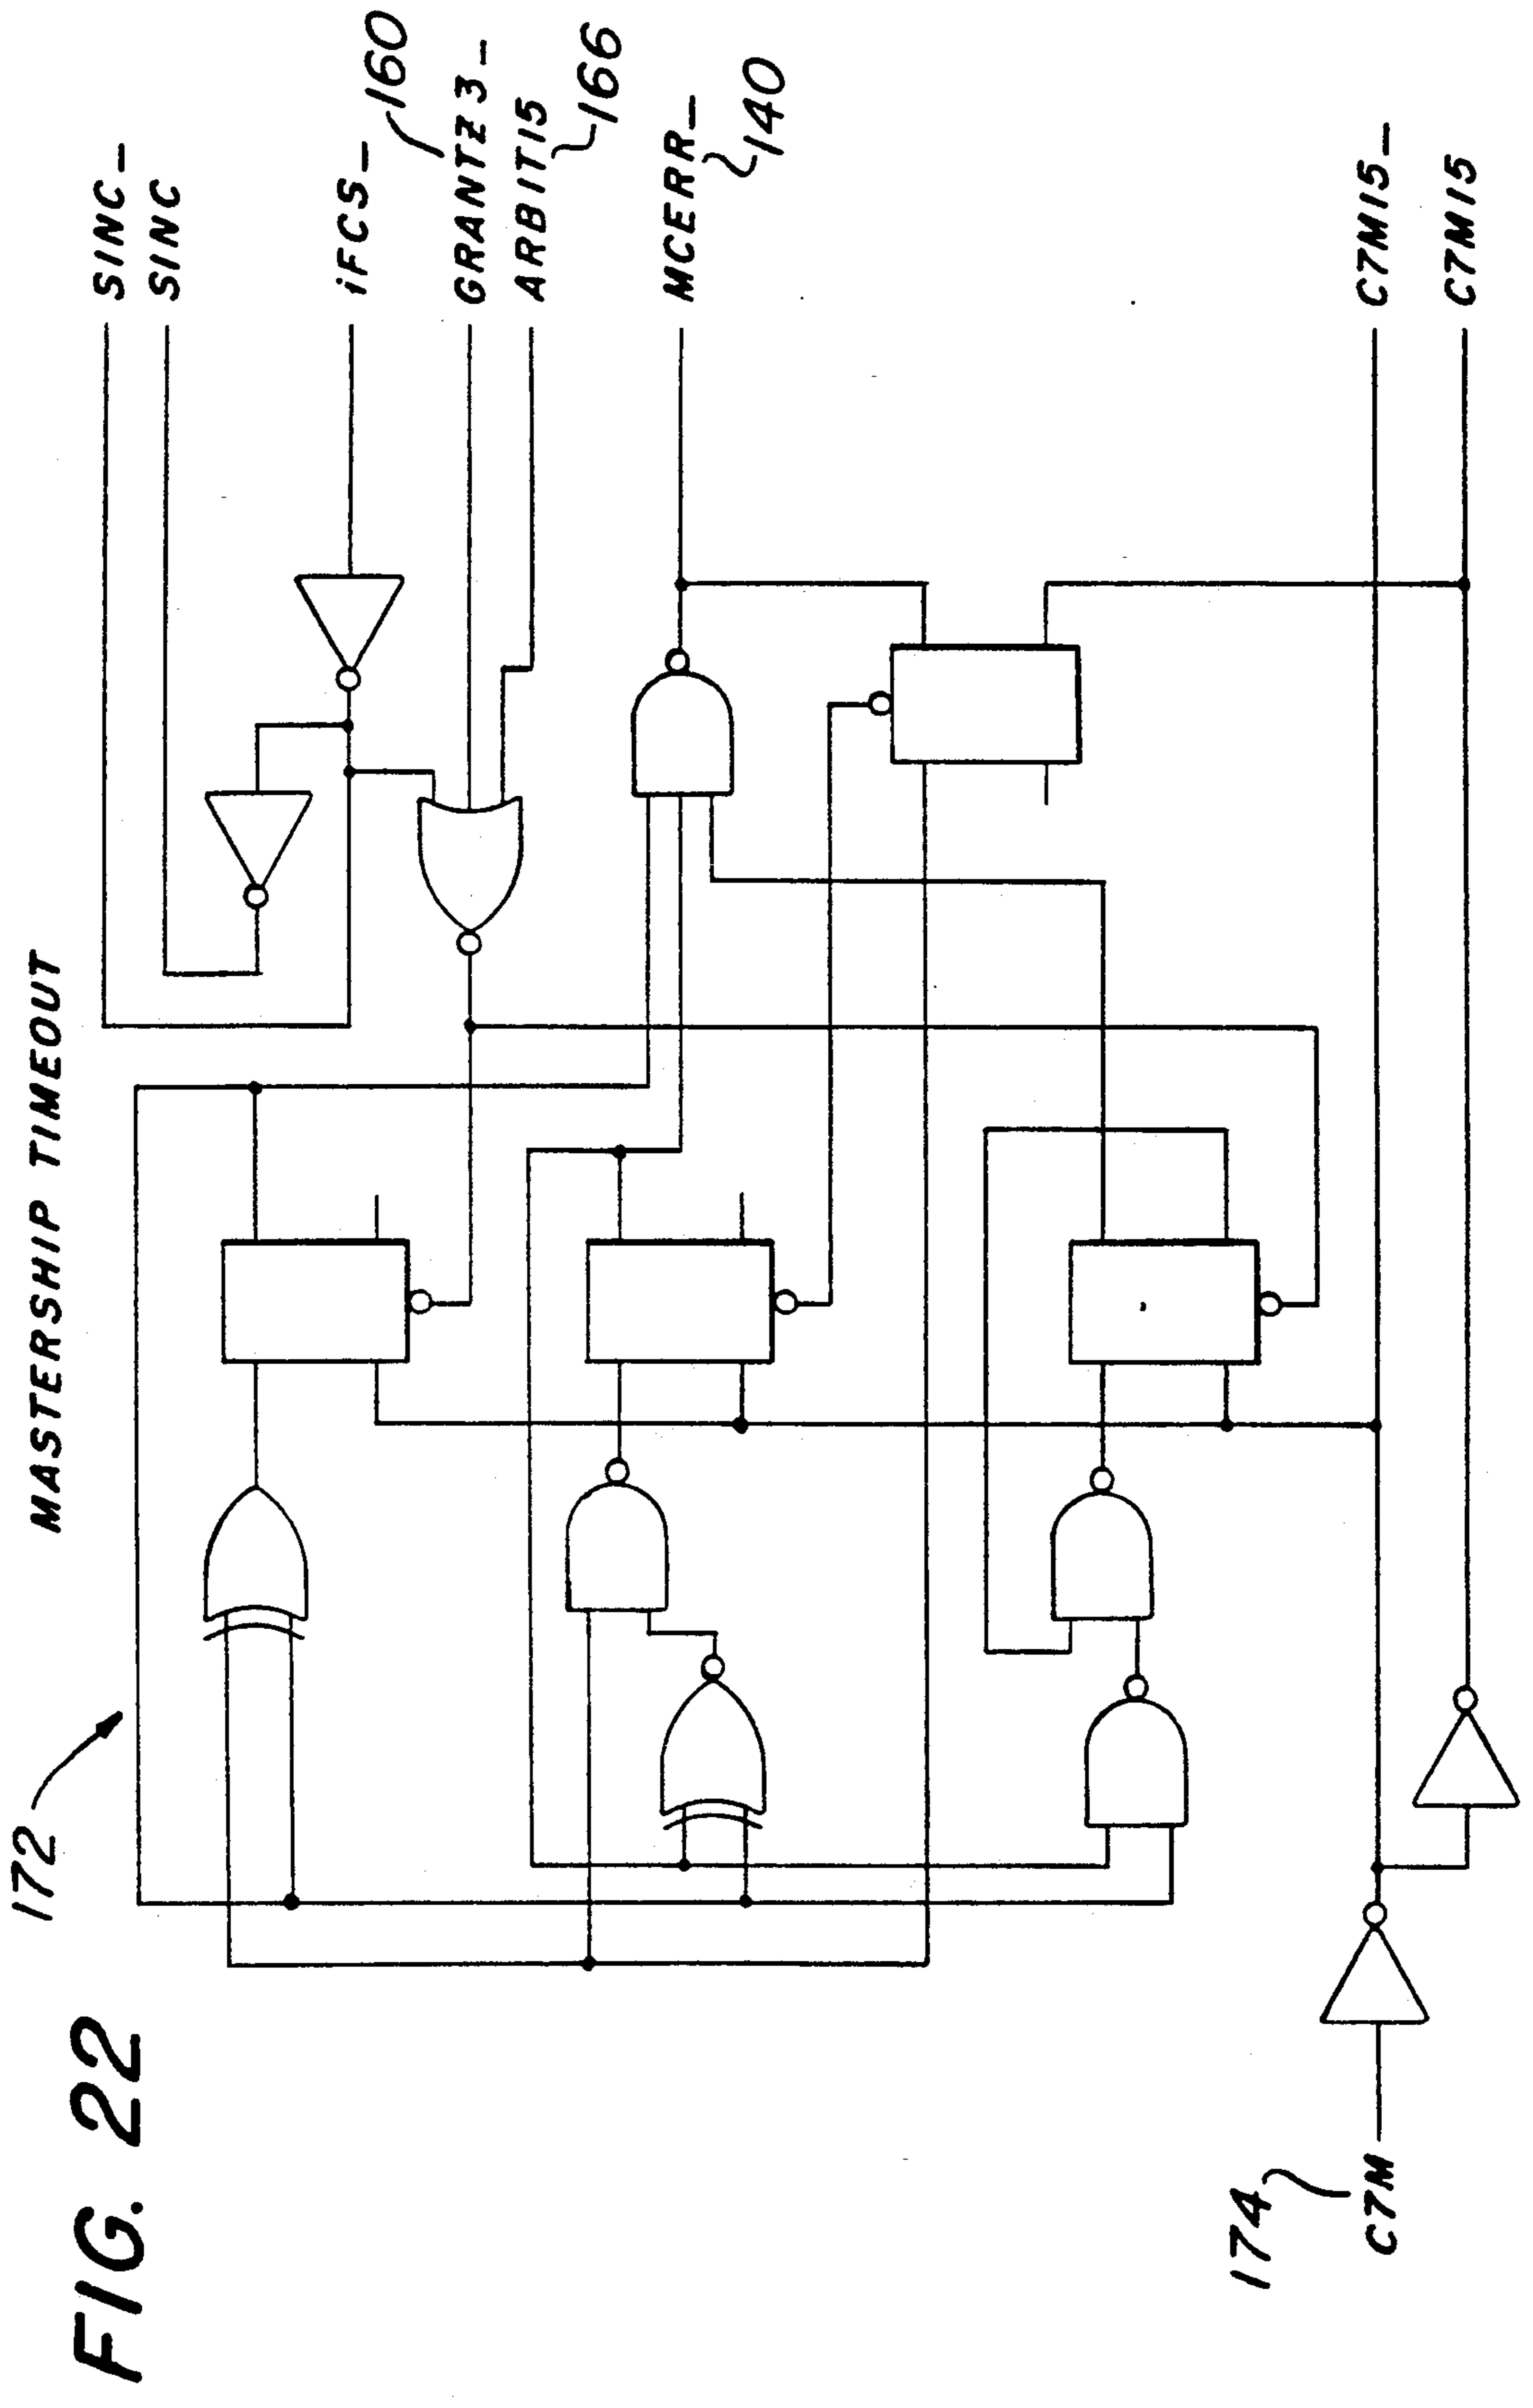 FIG. 22
172
MASTERSHIP TIMEOUT
SINC_
SINC
iFCS_
160
GRANTZ3_
ARBIT15
166
MCERR_
140
C7M15_
C7M15
174
C7M